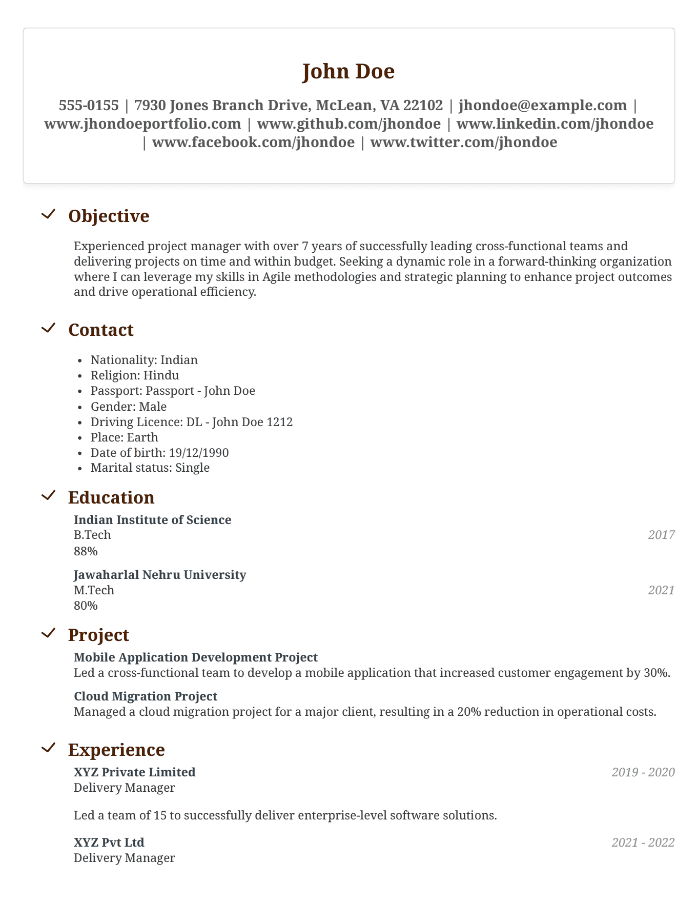 John Doe
555-0155 | 7930 Jones Branch Drive, McLean, VA 22102 | jhondoe@example.com |
www.jhondoeportfolio.com | www.github.com/jhondoe | www.linkedin.com/jhondoe
| www.facebook.com/jhondoe | www.twitter.com/jhondoe
Objective
Experienced project manager with over 7 years of successfully leading cross-functional teams and
delivering projects on time and within budget. Seeking a dynamic role in a forward-thinking organization
where I can leverage my skills in Agile methodologies and strategic planning to enhance project outcomes
and drive operational efficiency.
Contact
• Nationality: Indian
• Religion: Hindu
• Passport: Passport - John Doe
• Gender: Male
• Driving Licence: DL - John Doe 1212
• Place: Earth
• Date of birth: 19/12/1990
• Marital status: Single
Education
Indian Institute of Science
B.Tech 2017
88%
Jawaharlal Nehru University
M.Tech 2021
80%
Project
Mobile Application Development Project
Led a cross-functional team to develop a mobile application that increased customer engagement by 30%.
Cloud Migration Project
Managed a cloud migration project for a major client, resulting in a 20% reduction in operational costs.
Experience
XYZ Private Limited 2019 - 2020
Delivery Manager
Led a team of 15 to successfully deliver enterprise-level software solutions.
XYZ Pvt Ltd 2021 - 2022
Delivery Manager